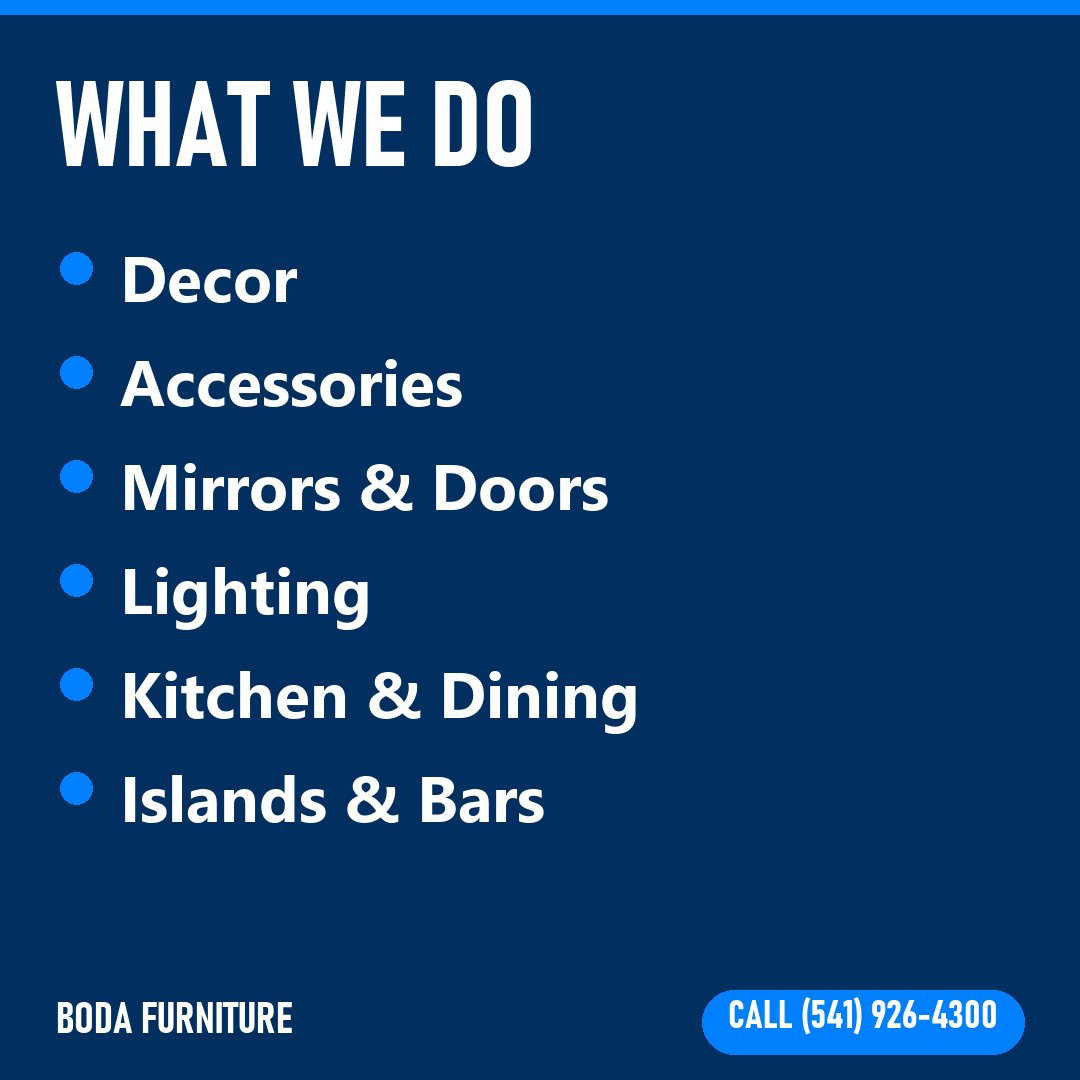 WHAT WE DO
Decor
Accessories
Mirrors & Doors
Lighting
Kitchen & Dining
Islands & Bars
BODA FURNITURE
CALL (541) 926-4300